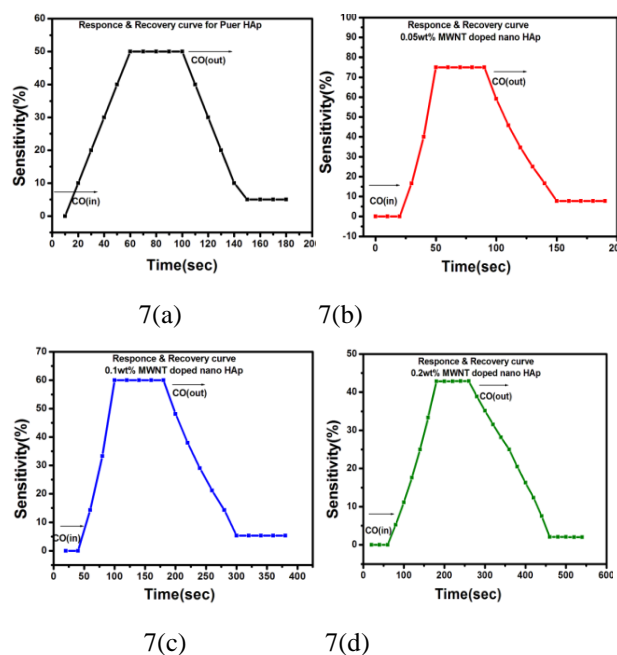 Responce & Recovery curve for Puer HAp
60
50
40
30
20
10
0
Sensitivity(%)
CO(out)
CO(in)
0 20 40 60 80 100 120 140 160 180 200
Time(sec)
7(a)
Responce & Recovery curve
0.05wt% MWNT doped nano HAp
100
90
80
70
60
50
40
30
20
10
0
-10
Sensitivity(%)
CO(out)
CO(in)
0 50 100 150
Time(sec)
7(b)
Responce & Recovery curve
0.1wt% MWNT doped nano HAp
70
60
50
40
30
20
10
0
Sensitivity(%)
CO(out)
CO(in)
0 50 100 150 200 250 300 350 400
Time(sec)
7(c)
Responce & Recovery curve
0.2wt% MWNT doped nano HAp
50
40
30
20
10
0
Sensitivity(%)
CO(out)
CO(in)
0 100 200 300 400 500 600
Time(sec)
7(d)